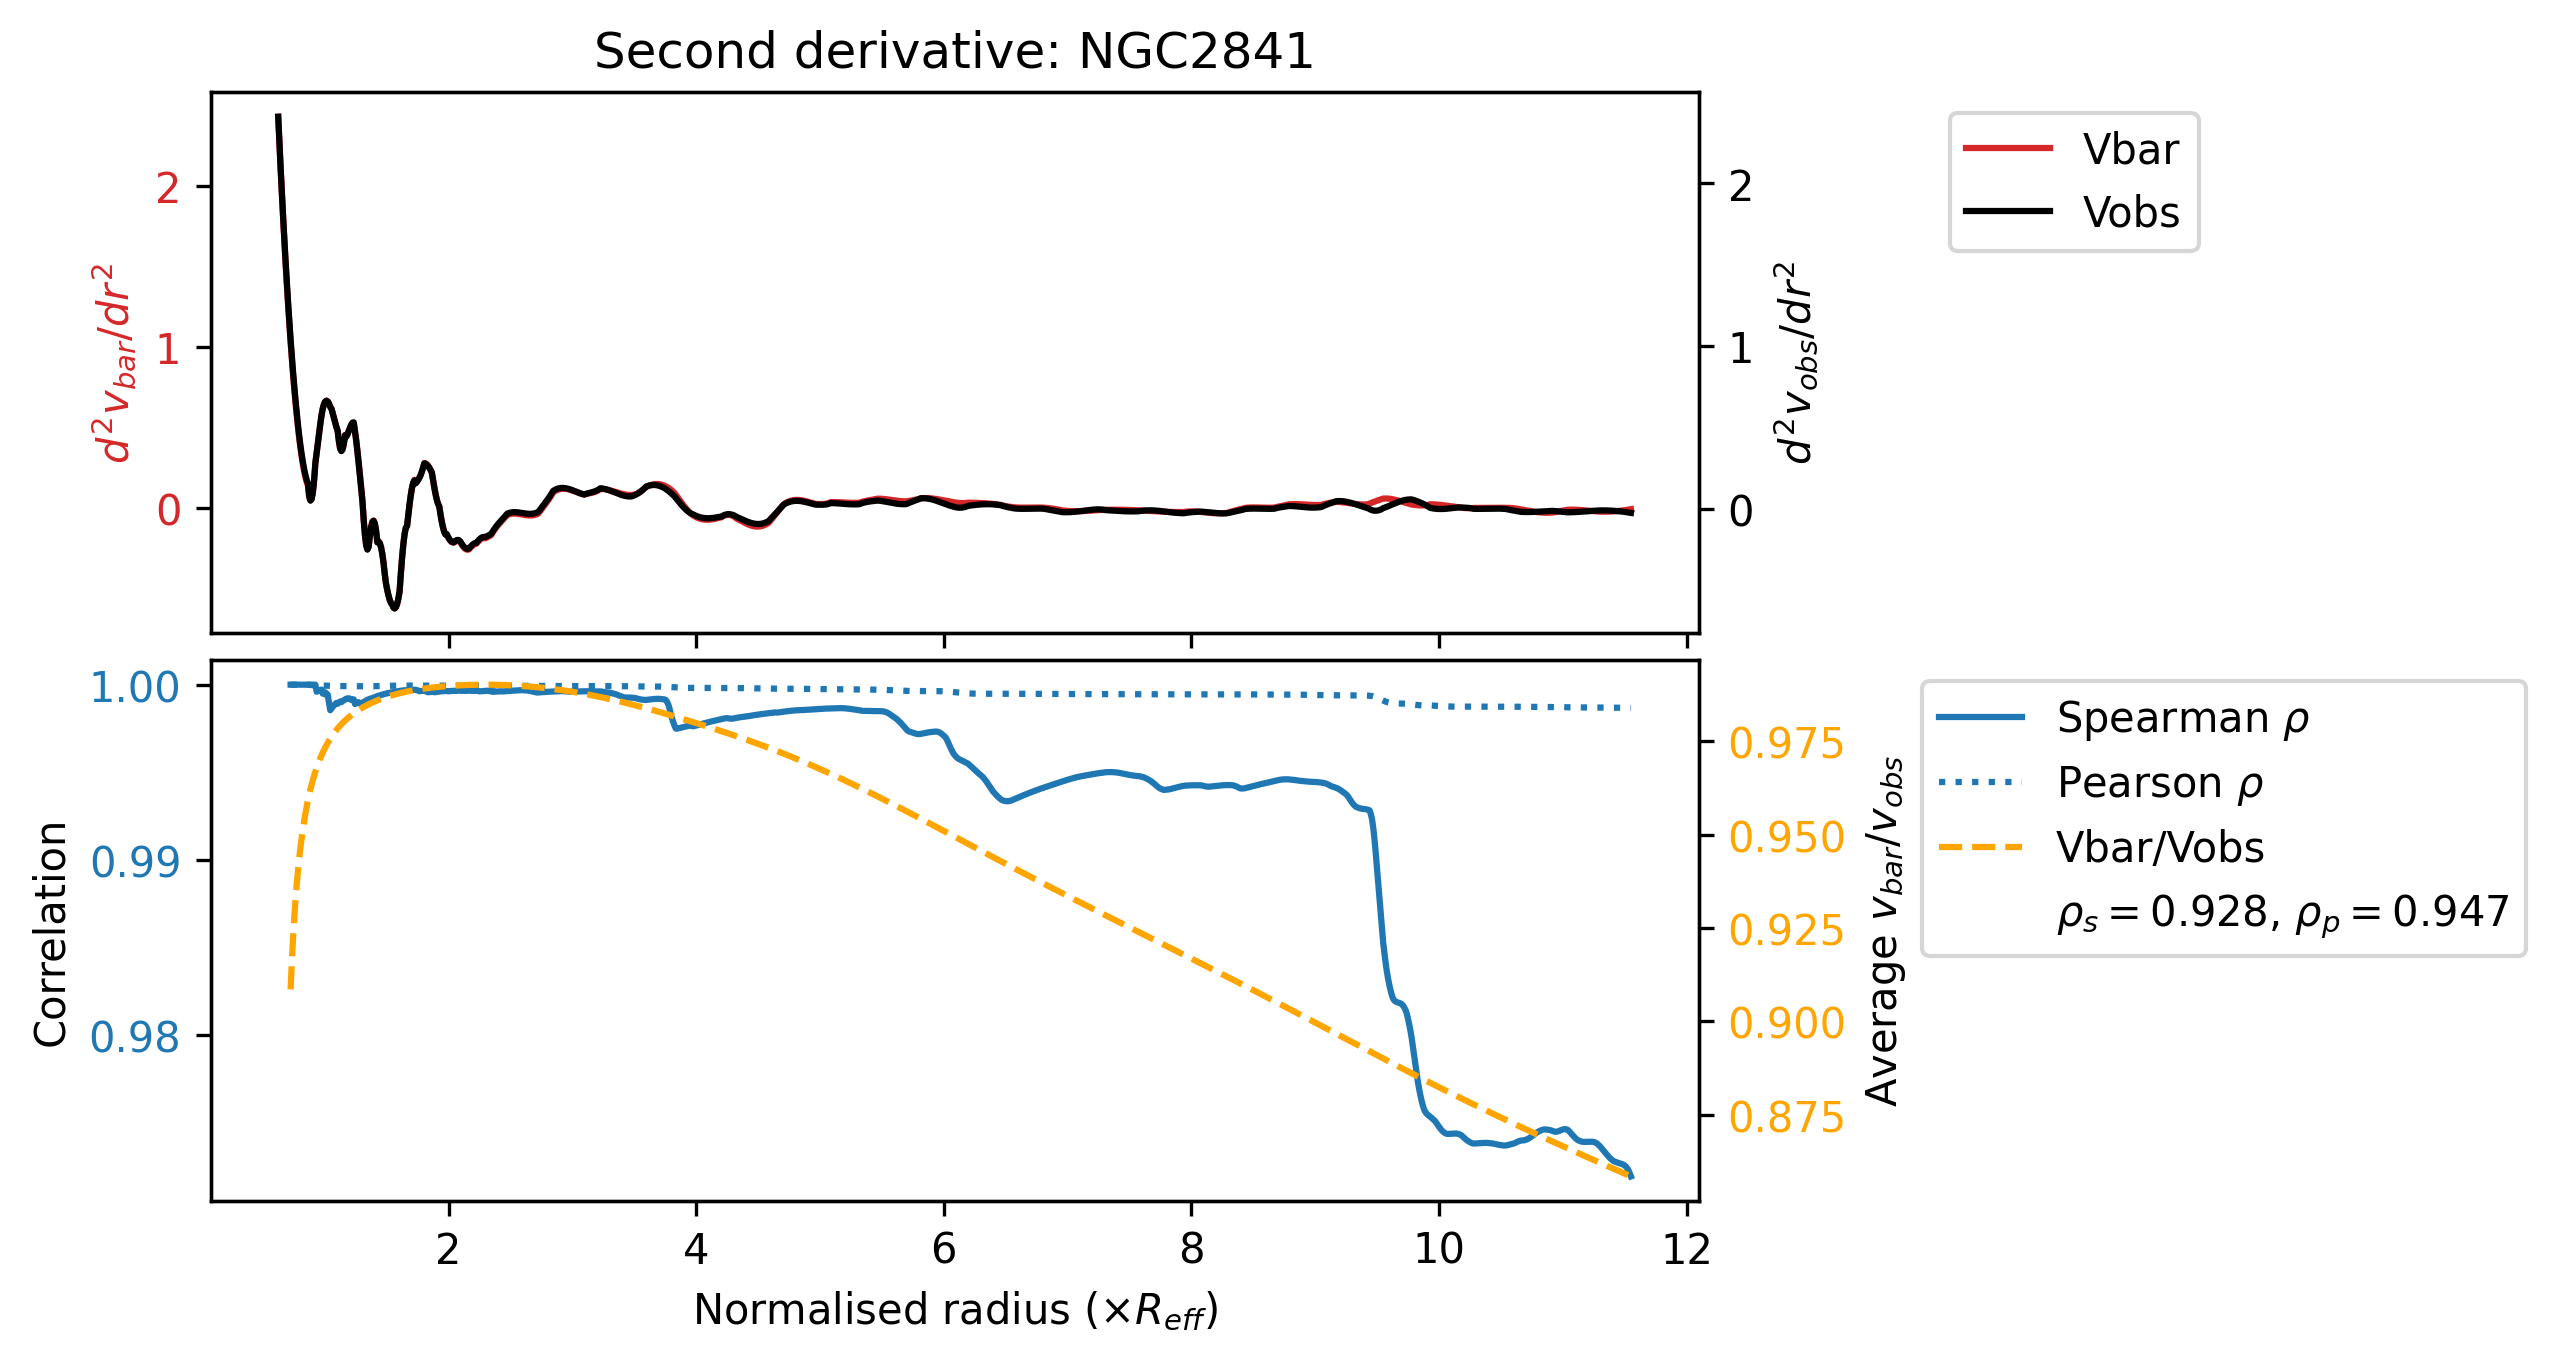 Second derivative: NGC2841
d²v_bar/dr²
2
1
0
2
1
0
d²v_obs/dr²
Vbar
Vobs
Correlation
1.00
0.99
0.98
0.975
0.950
0.925
0.900
0.875
Average v_bar/v_obs
Spearman ρ
Pearson ρ
Vbar/Vobs
ρ_s = 0.928, ρ_p = 0.947
2 4 6 8 10 12
Normalised radius (×R_eff)